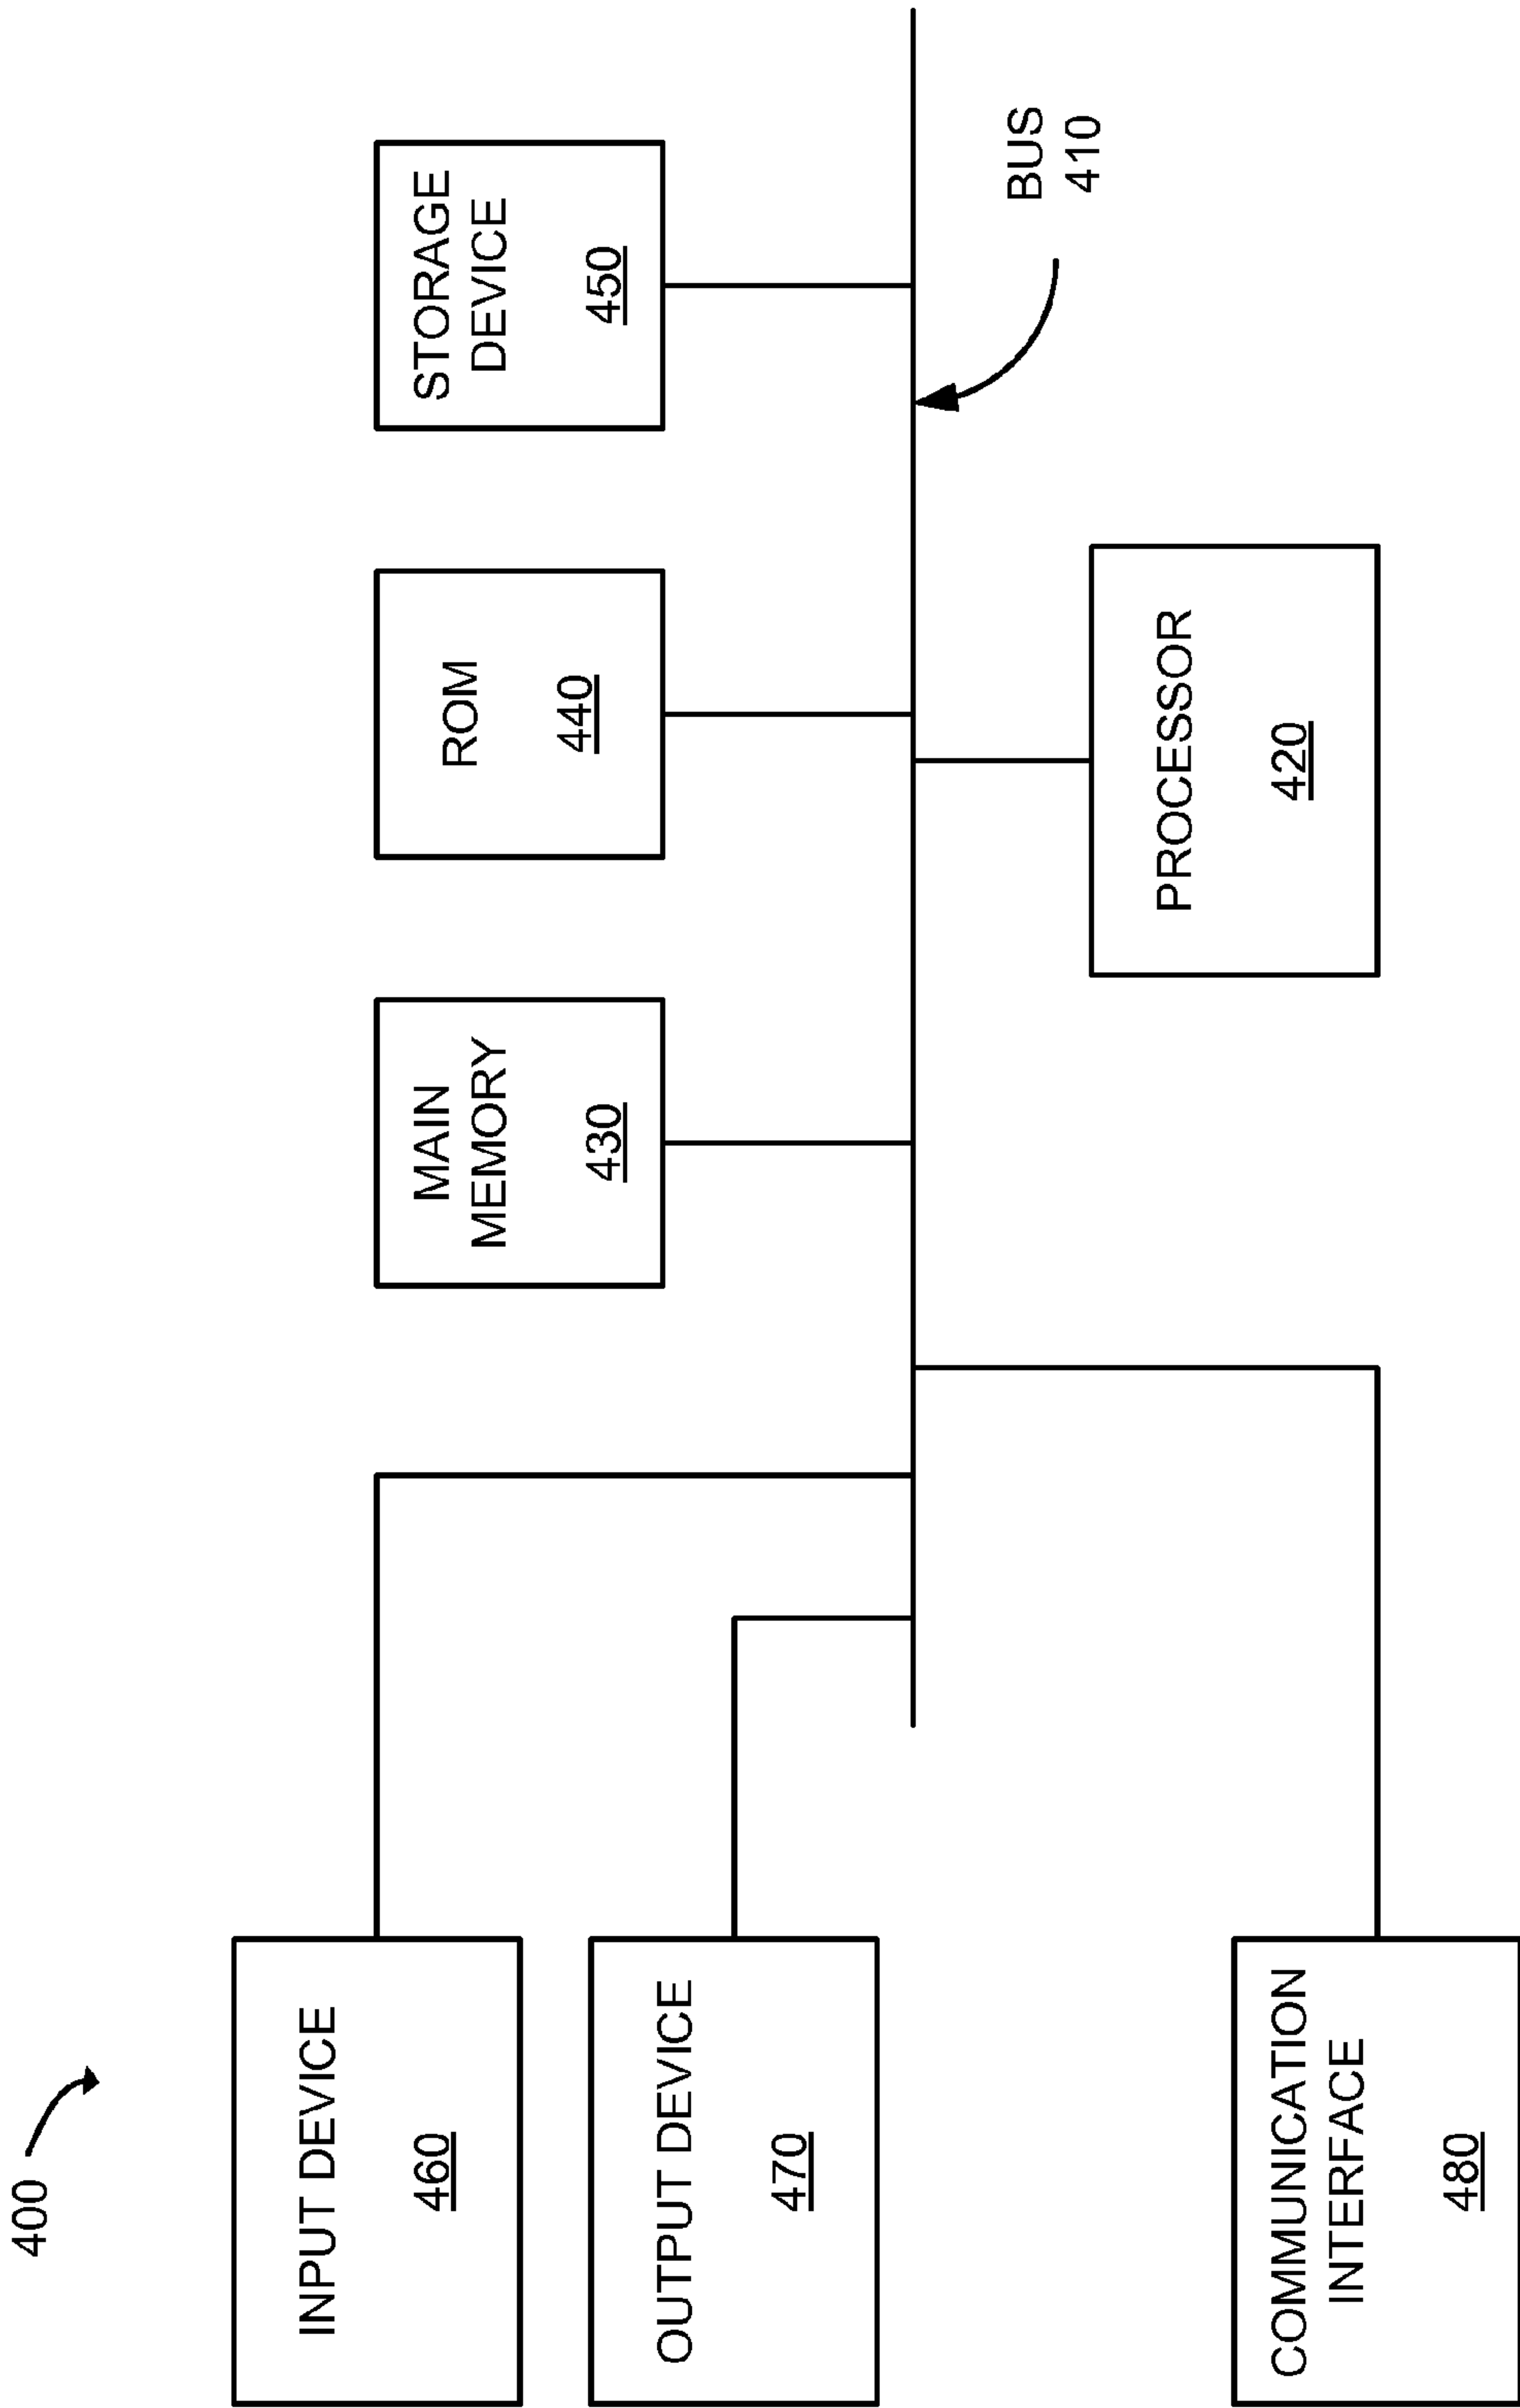 400
INPUT DEVICE
460
OUTPUT DEVICE
470
COMMUNICATION
INTERFACE
480
MAIN
MEMORY
430
ROM
440
STORAGE
DEVICE
450
PROCESSOR
420
BUS
410